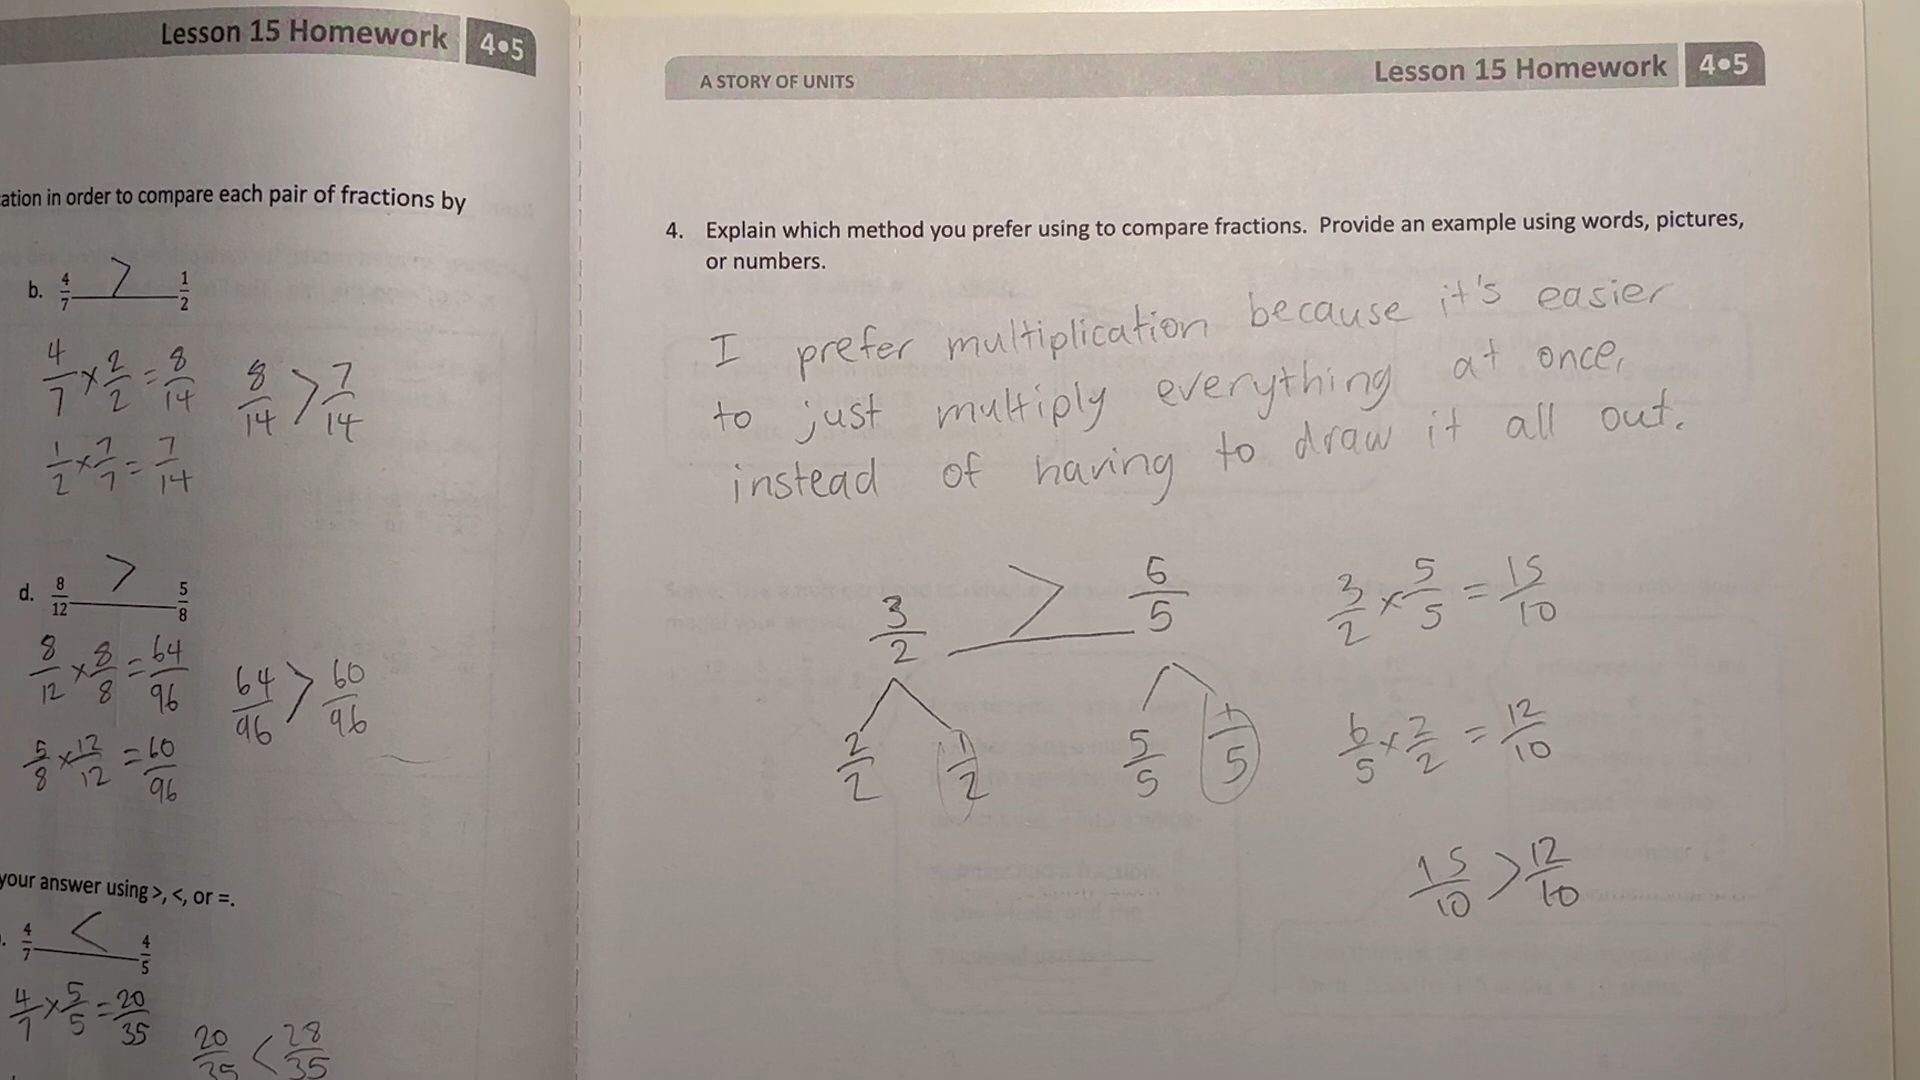 Lesson 15 Homework 4•5
ation in order to compare each pair of fractions by
b. 4/7 > 1/2
4/7 × 2/2 = 8/14
8/14 > 7/14
1/2 × 7/7 = 7/14
d. 8/12 > 5/8
8/12 × 8/8 = 64/96
64/96 > 60/96
5/8 × 12/12 = 60/96
your answer using >, <, or =.
4/7 < 4/5
4/7 × 5/5 = 20/35
20/35 < 28/35
A STORY OF UNITS Lesson 15 Homework 4•5
4. Explain which method you prefer using to compare fractions. Provide an example using words, pictures,
or numbers.
I prefer multiplication because it's easier
to just multiply everything at once,
instead of having to draw it all out.
3/2 > 6/5
2/2 1/2 5/5 1/5
3/2 × 5/5 = 15/10
6/5 × 2/2 = 12/10
15/10 > 12/10